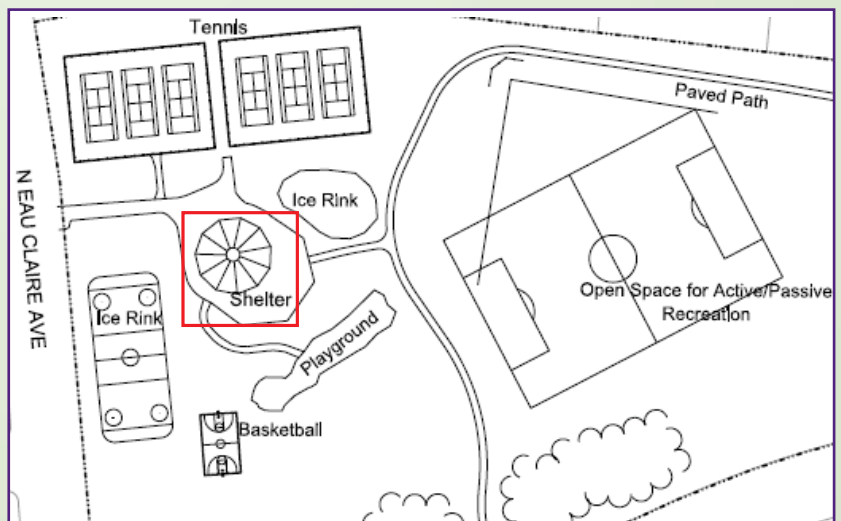 Tennis
Paved Path
N EAU CLAIRE AVE
Ice Rink
Shelter
Open Space for Active/Passive
Recreation
Ice Rink
Playground
Basketball